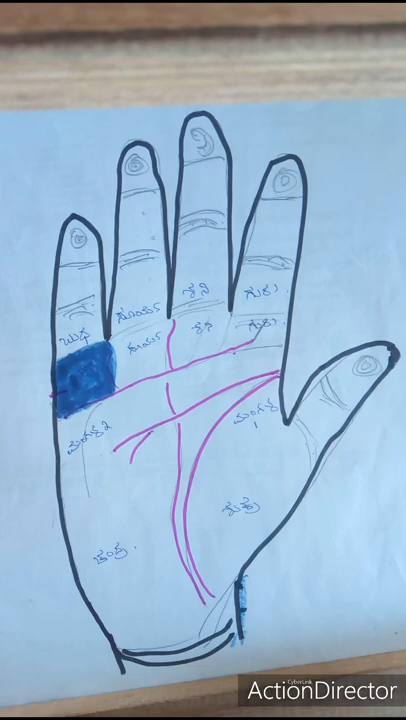 ಶನಿ
ಗುರು
ಸೂರ್ಯ
ಬುಧ
ಶನಿ
ಗುರು
ಸೂರ್ಯ
ಮಂಗಳ 2
ಮಂಗಳ
1
ಶುಕ್ರ
ಚಂದ್ರ.
CyberLink
ActionDirector